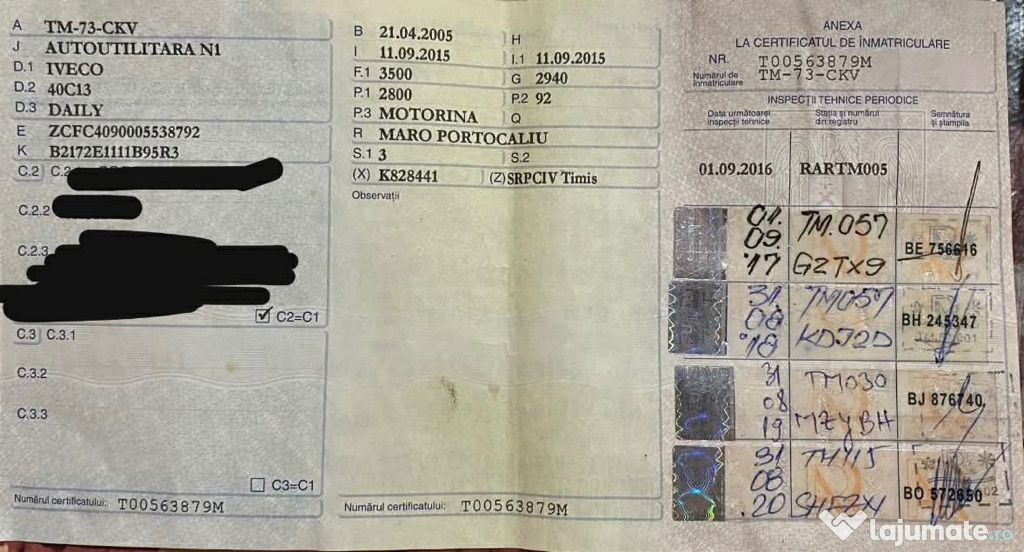 A TM-73-CKV
J AUTOUTILITARA N1
D.1 IVECO
D.2 40C13
D.3 DAILY
E ZCFC4090005538792
K B2172E1111B95R3
C.2 C.2
C.2.2
C.2.3
C2=C1
C.3 C.3.1
C.3.2
C.3.3
C3=C1
Numărul certificatului: T00563879M
B 21.04.2005 H
I 11.09.2015 I.1 11.09.2015
F.1 3500 G 2940
P.1 2800 P.2 92
P.3 MOTORINA Q
R MARO PORTOCALIU
S.1 3 S.2
(X) K828441 (Z) SRPCIV Timis
Observații
Numărul certificatului: T00563879M
ANEXA
LA CERTIFICATUL DE ÎNMATRICULARE
NR. T00563879M
Numărul de înmatriculare TM-73-CKV
INSPECȚII TEHNICE PERIODICE
Data următoarei inspecții tehnice
Stația și numărul din registru
Semnătura și ștampila
01.09.2016 RARTM005
01. 09. '17 TM.057 G2TX9 BE 756646
31 08 '18 TM057 KDJ2D BH 245347
31 08 19 TM030 MZYBH BJ 876740
31 08 .20 TM115 BO 572650
lajumate.ro